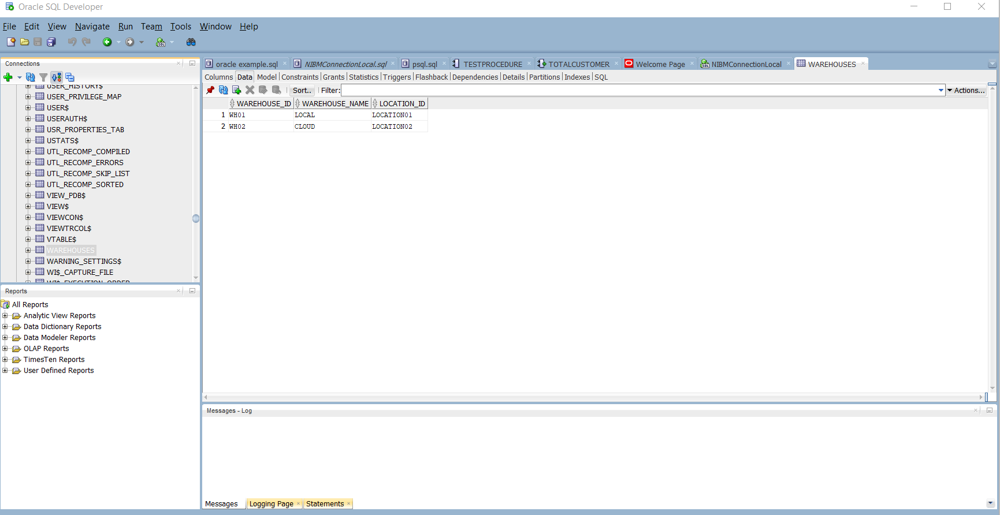 Oracle SQL Developer
File Edit View Navigate Run Team Tools Window Help
Connections
oracle example.sql NIBMConnectionLocal.sql psql.sql TESTPROCEDURE TOTALCUSTOMER Welcome Page NIBMConnectionLocal WAREHOUSES
Columns Data Model Constraints Grants Statistics Triggers Flashback Dependencies Details Partitions Indexes SQL
Sort.. Filter: Actions...
WAREHOUSE_ID WAREHOUSE_NAME LOCATION_ID
1 WH01 LOCAL LOCATION01
2 WH02 CLOUD LOCATION02
USER_HISTORY$
USER_PRIVILEGE_MAP
USER$
USERAUTH$
USR_PROPERTIES_TAB
USTATS$
UTL_RECOMP_COMPILED
UTL_RECOMP_ERRORS
UTL_RECOMP_SKIP_LIST
UTL_RECOMP_SORTED
VIEW_PDB$
VIEW$
VIEWCON$
VIEWTRCOL$
VTABLE$
WAREHOUSES
WARNING_SETTINGS$
WI$_CAPTURE_FILE
WI$_EXECUTION_ORDER
Reports
All Reports
Analytic View Reports
Data Dictionary Reports
Data Modeler Reports
OLAP Reports
TimesTen Reports
User Defined Reports
Messages - Log
Messages Logging Page Statements